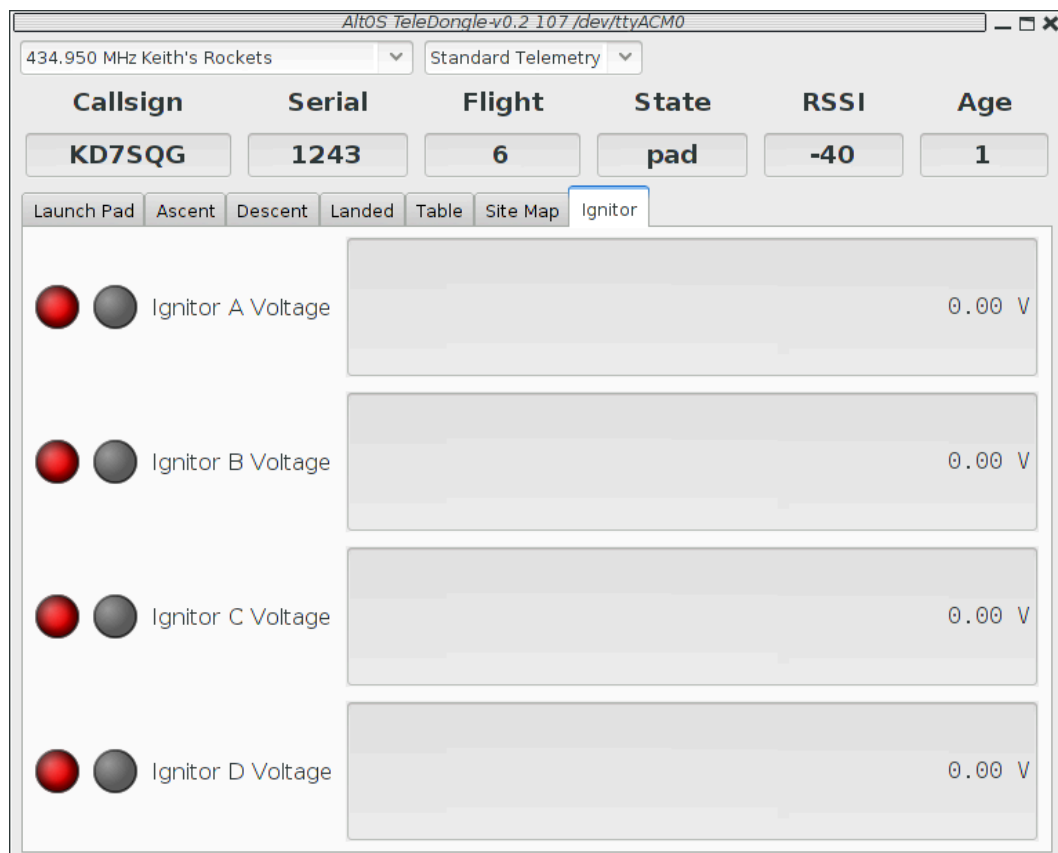 AltOS TeleDongle-v0.2 107 /dev/ttyACM0
434.950 MHz Keith's Rockets Standard Telemetry
Callsign Serial Flight State RSSI Age
KD7SQG 1243 6 pad -40 1
Launch Pad Ascent Descent Landed Table Site Map Ignitor
Ignitor A Voltage 0.00 V
Ignitor B Voltage 0.00 V
Ignitor C Voltage 0.00 V
Ignitor D Voltage 0.00 V